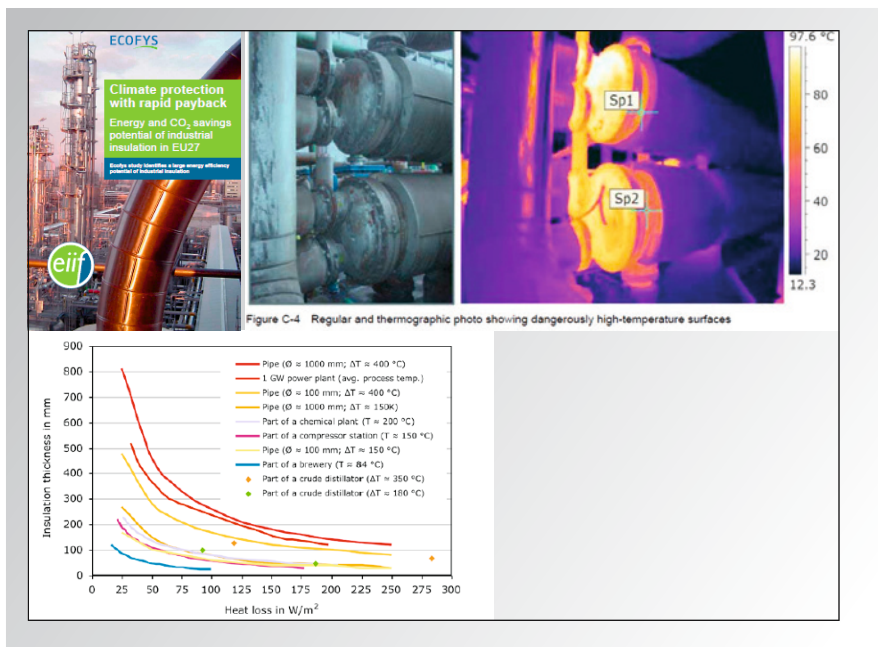 ECOFYS
Climate protection
with rapid payback
Energy and CO₂ savings
potential of industrial
insulation in EU27
Ecofys study identifies a large energy efficiency
potential of industrial insulation
eiif
Sp1
Sp2
97.6 °C
80
60
40
20
12.3
Figure C-4 Regular and thermographic photo showing dangerously high-temperature surfaces
900
800
700
600
500
400
300
200
100
0
Insulation thickness in mm
Pipe (Ø ≈ 1000 mm; ΔT ≈ 400 °C)
1 GW power plant (avg. process temp.)
Pipe (Ø ≈ 100 mm; ΔT ≈ 400 °C)
Pipe (Ø ≈ 1000 mm; ΔT ≈ 150K)
Part of a chemical plant (T ≈ 200 °C)
Part of a compressor station (T ≈ 150 °C)
Pipe (Ø ≈ 100 mm; ΔT ≈ 150 °C)
Part of a brewery (T ≈ 84 °C)
Part of a crude distillator (ΔT ≈ 350 °C)
Part of a crude distillator (ΔT ≈ 180 °C)
0 25 50 75 100 125 150 175 200 225 250 275 300
Heat loss in W/m²